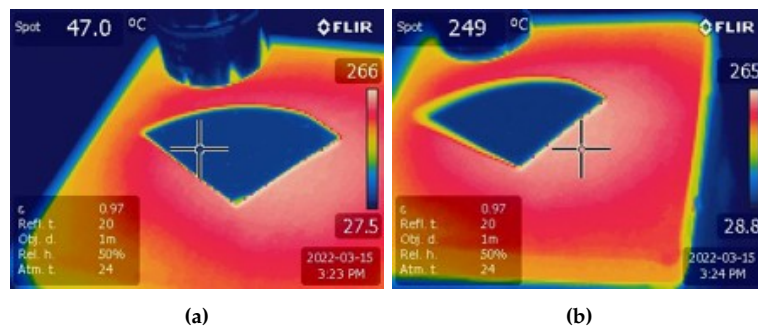 Spot 47.0 °C FLIR
266
ε 0.97
Refl. t. 20
Obj. d. 1m
Rel. h. 50%
Atm. t. 24
27.5
2022-03-15
3:23 PM
(a)
Spot 249 °C FLIR
265
ε 0.97
Refl. t. 20
Obj. d. 1m
Rel. h. 50%
Atm. t. 24
28.8
2022-03-15
3:24 PM
(b)